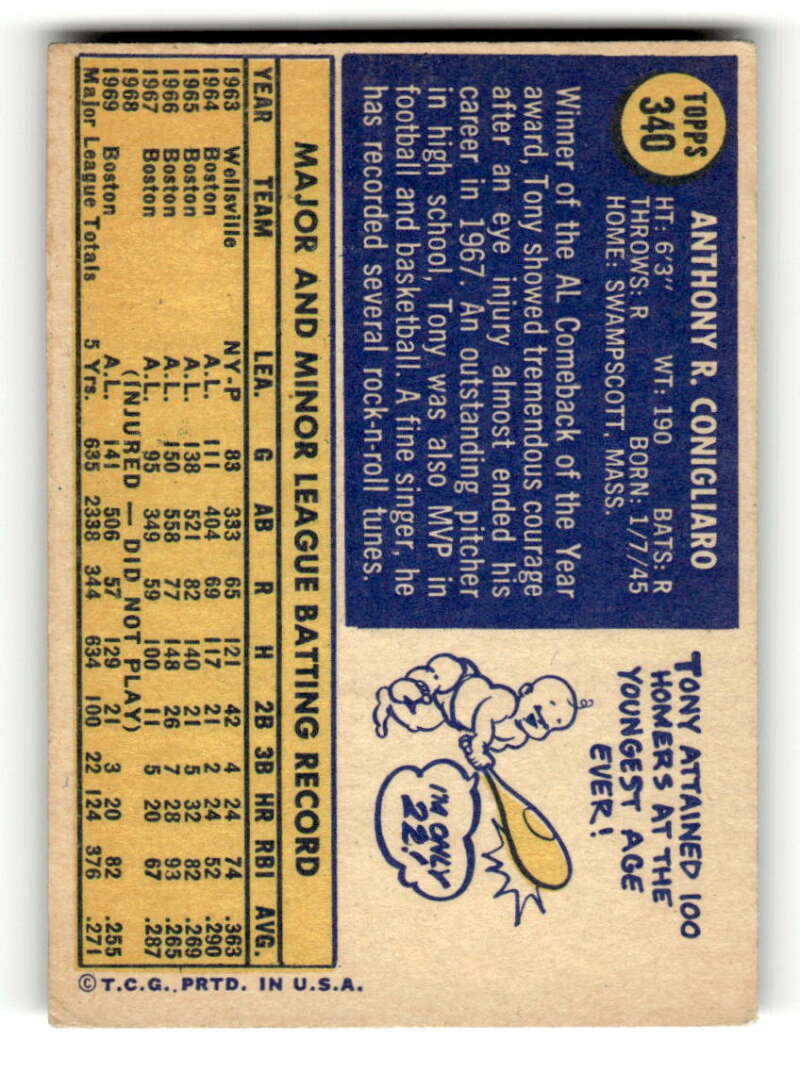 TOPPS
340
ANTHONY R. CONIGLIARO
HT: 6'3" WT: 190 BATS: R
THROWS: R BORN: 1/7/45
HOME: SWAMPSCOTT, MASS.
Winner of the AL Comeback of the Year
award, Tony showed tremendous courage
after an eye injury almost ended his
career in 1967. An outstanding pitcher
in high school, Tony was also MVP in
football and basketball. A fine singer, he
has recorded several rock-n-roll tunes.
TONY ATTAINED 100
HOMERS AT THE
YOUNGEST AGE
EVER!
I'M ONLY
22!
MAJOR AND MINOR LEAGUE BATTING RECORD
YEAR TEAM LEA. G AB R H 2B 3B HR RBI AVG.
1963 Wellsville NY-P 83 333 65 121 42 4 24 74 .363
1964 Boston A.L. 111 404 69 117 21 2 24 52 .290
1965 Boston A.L. 138 521 82 140 21 5 32 82 .269
1966 Boston A.L. 150 558 77 148 26 7 28 93 .265
1967 Boston A.L. 95 349 59 100 11 5 20 67 .287
1968 (INJURED — DID NOT PLAY)
1969 Boston A.L. 141 506 57 129 21 3 20 82 .255
Major League Totals 5 Yrs. 635 2338 344 634 100 22 124 376 .271
© T.C.G., PRTD. IN U.S.A.